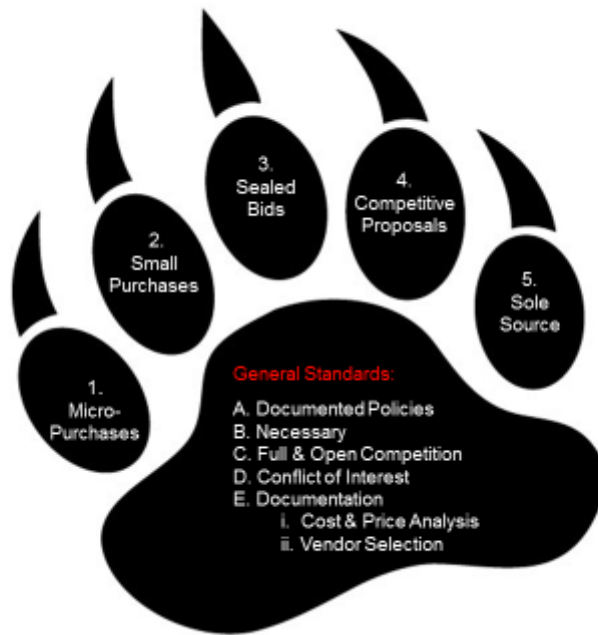 1.
Micro-
Purchases
2.
Small
Purchases
3.
Sealed
Bids
4.
Competitive
Proposals
5.
Sole
Source
General Standards:
A. Documented Policies
B. Necessary
C. Full & Open Competition
D. Conflict of Interest
E. Documentation
i. Cost & Price Analysis
ii. Vendor Selection